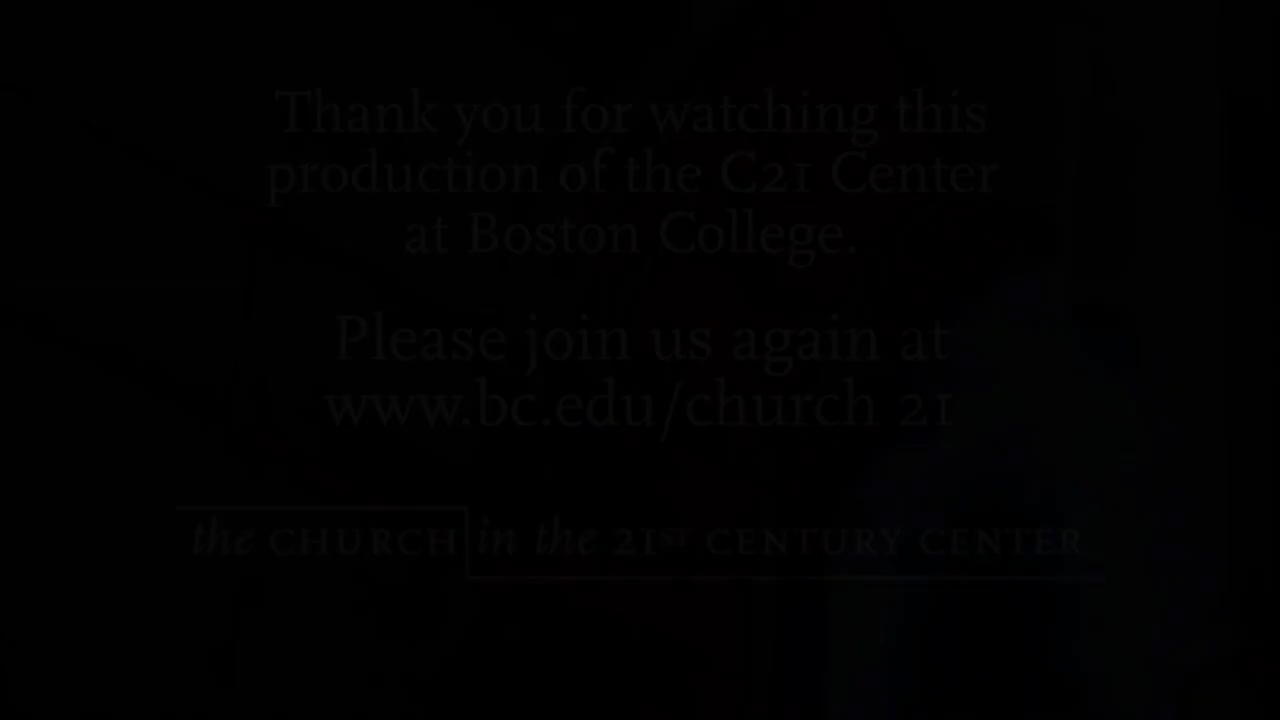 Thank you for watching this
production of the C21 Center
at Boston College.
Please join us again at
www.bc.edu/church 21
the CHURCH in the 21ST CENTURY CENTER